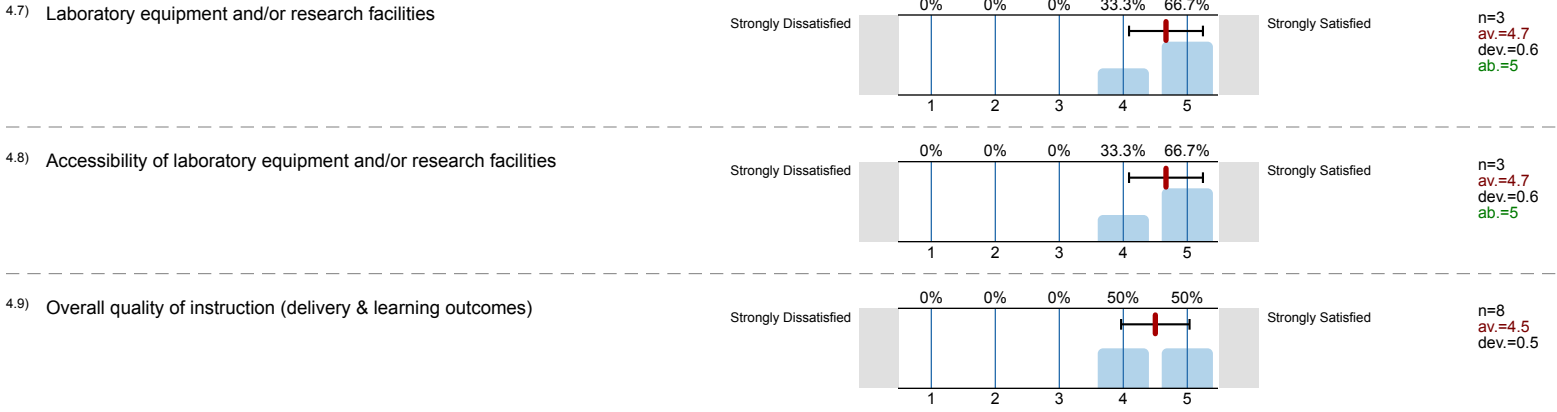 4.7) Laboratory equipment and/or research facilities
0% 0% 0% 33.3% 66.7%
Strongly Dissatisfied Strongly Satisfied
n=3
av.=4.7
dev.=0.6
ab.=5
1 2 3 4 5
4.8) Accessibility of laboratory equipment and/or research facilities
0% 0% 0% 33.3% 66.7%
Strongly Dissatisfied Strongly Satisfied
n=3
av.=4.7
dev.=0.6
ab.=5
1 2 3 4 5
4.9) Overall quality of instruction (delivery & learning outcomes)
0% 0% 0% 50% 50%
Strongly Dissatisfied Strongly Satisfied
n=8
av.=4.5
dev.=0.5
1 2 3 4 5